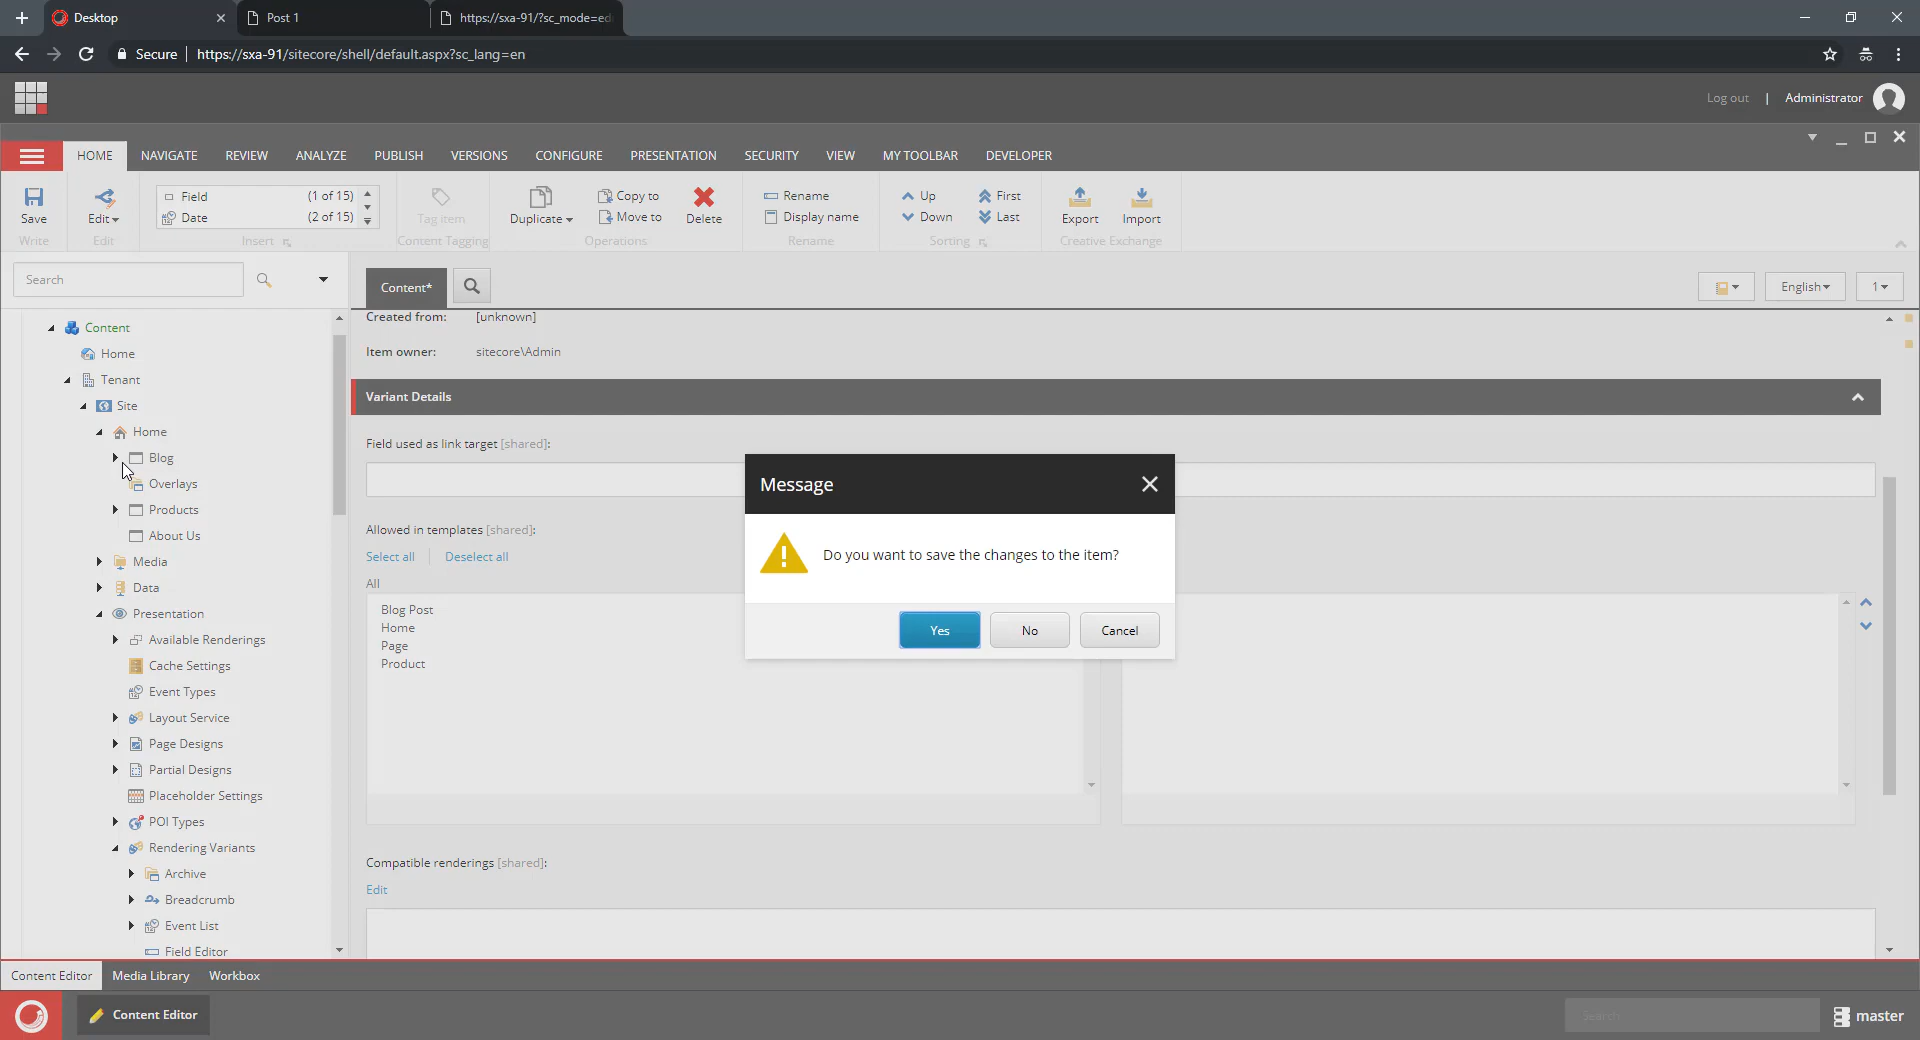 Desktop
Post 1
https://sxa-91/?sc_mode=ed
Secure
https://sxa-91/sitecore/shell/default.aspx?sc_lang=en
Log out | Administrator
HOME NAVIGATE REVIEW ANALYZE PUBLISH VERSIONS CONFIGURE PRESENTATION SECURITY VIEW MY TOOLBAR DEVELOPER
Field (1 of 15) Copy to Rename Up First
Save Edit Date (2 of 15) Tag item Duplicate Move to Delete Display name Down Last Export Import
Write Edit Insert Content Tagging Operations Rename Sorting Creative Exchange
Search
Content*
English
1
Content
Home
Tenant
Site
Home
Blog
Overlays
Products
About Us
Media
Data
Presentation
Available Renderings
Cache Settings
Event Types
Layout Service
Page Designs
Partial Designs
Placeholder Settings
POI Types
Rendering Variants
Archive
Breadcrumb
Event List
Field Editor
Created from: [unknown]
Item owner: sitecore\Admin
Variant Details
Field used as link target [shared]:
Allowed in templates [shared]:
Select all Deselect all
All
Blog Post
Home
Page
Product
Compatible renderings [shared]:
Edit
Message
Do you want to save the changes to the item?
Yes No Cancel
Content Editor Media Library Workbox
Content Editor
Search
master